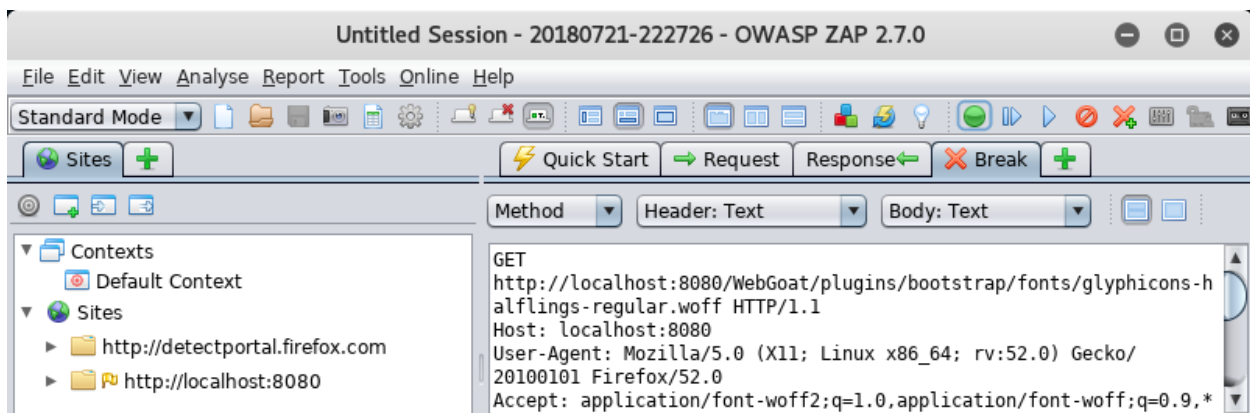 Untitled Session - 20180721-222726 - OWASP ZAP 2.7.0
File Edit View Analyse Report Tools Online Help
Standard Mode
Sites
Quick Start
Request
Response
Break
Method
Header: Text
Body: Text
Contexts
Default Context
Sites
http://detectportal.firefox.com
http://localhost:8080
GET
http://localhost:8080/WebGoat/plugins/bootstrap/fonts/glyphicons-h
alflings-regular.woff HTTP/1.1
Host: localhost:8080
User-Agent: Mozilla/5.0 (X11; Linux x86_64; rv:52.0) Gecko/
20100101 Firefox/52.0
Accept: application/font-woff2;q=1.0,application/font-woff;q=0.9,*